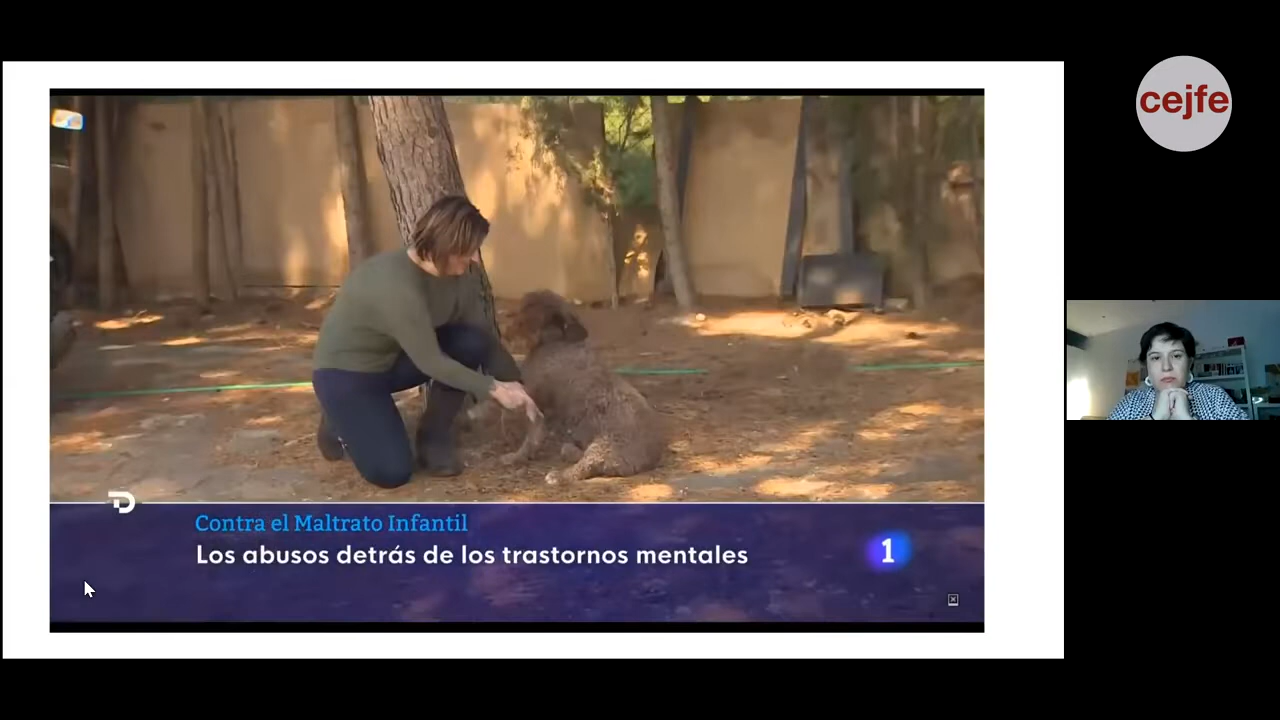 cejfe
Contra el Maltrato Infantil
Los abusos detrás de los trastornos mentales
1